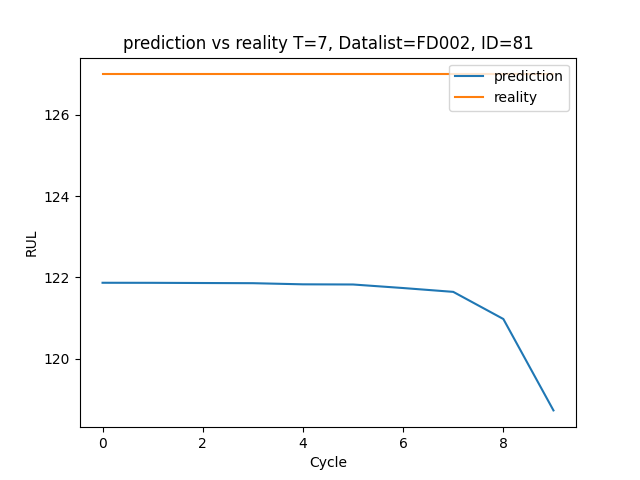 prediction vs reality T=7, Datalist=FD002, ID=81
prediction
reality
126
124
122
120
RUL
0 2 4 6 8
Cycle